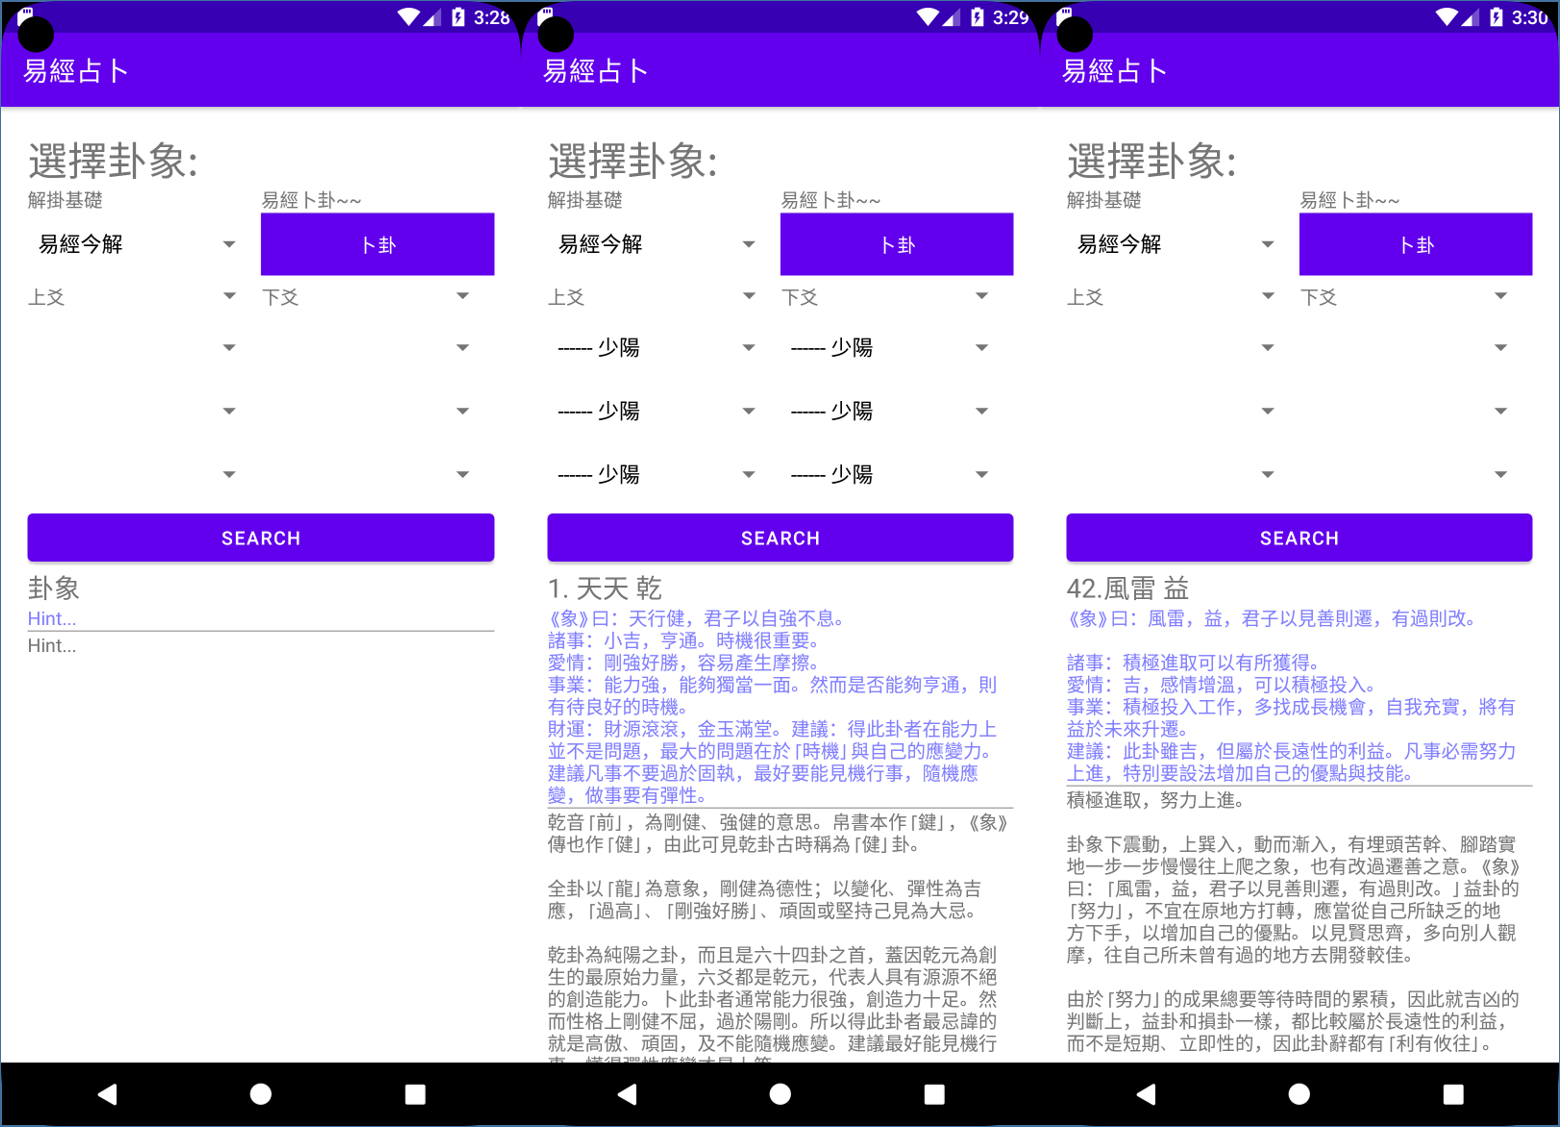 3:28
易經占卜
選擇卦象:
解掛基礎
易經卜卦~~
易經今解
卜卦
上爻
下爻
SEARCH
卦象
Hint...
Hint...
3:29
易經占卜
選擇卦象:
解掛基礎
易經卜卦~~
易經今解
卜卦
上爻
下爻
------ 少陽
------ 少陽
------ 少陽
------ 少陽
------ 少陽
------ 少陽
SEARCH
1. 天天 乾
《象》曰：天行健，君子以自強不息。
諸事：小吉，亨通。時機很重要。
愛情：剛強好勝，容易產生摩擦。
事業：能力強，能夠獨當一面。然而是否能夠亨通，則
有待良好的時機。
財運：財源滾滾，金玉滿堂。建議：得此卦者在能力上
並不是問題，最大的問題在於「時機」與自己的應變力。
建議凡事不要過於固執，最好要能見機行事，隨機應
變，做事要有彈性。
乾音「前」，為剛健、強健的意思。帛書本作「鍵」，《象》
傳也作「健」，由此可見乾卦古時稱為「健」卦。
全卦以「龍」為意象，剛健為德性；以變化、彈性為吉
應，「過高」、「剛強好勝」、頑固或堅持己見為大忌。
乾卦為純陽之卦，而且是六十四卦之首，蓋因乾元為創
生的最原始力量，六爻都是乾元，代表人具有源源不絕
的創造能力。卜此卦者通常能力很強，創造力十足。然
而性格上剛健不屈，過於陽剛。所以得此卦者最忌諱的
就是高傲、頑固，及不能隨機應變。建議最好能見機行
3:30
易經占卜
選擇卦象:
解掛基礎
易經卜卦~~
易經今解
卜卦
上爻
下爻
SEARCH
42.風雷 益
《象》曰：風雷，益，君子以見善則遷，有過則改。
諸事：積極進取可以有所獲得。
愛情：吉，感情增溫，可以積極投入。
事業：積極投入工作，多找成長機會，自我充實，將有
益於未來升遷。
建議：此卦雖吉，但屬於長遠性的利益。凡事必需努力
上進，特別要設法增加自己的優點與技能。
積極進取，努力上進。
卦象下震動，上巽入，動而漸入，有埋頭苦幹、腳踏實
地一步一步慢慢往上爬之象，也有改過遷善之意。《象》
曰：「風雷，益，君子以見善則遷，有過則改。」益卦的
「努力」，不宜在原地方打轉，應當從自己所缺乏的地
方下手，以增加自己的優點。以見賢思齊，多向別人觀
摩，往自己所未曾有過的地方去開發較佳。
由於「努力」的成果總要等待時間的累積，因此就吉凶的
判斷上，益卦和損卦一樣，都比較屬於長遠性的利益，
而不是短期、立即性的，因此卦辭都有「利有攸往」。